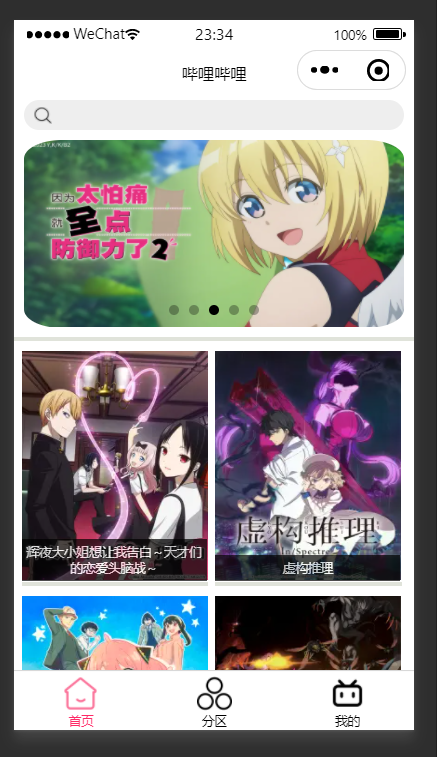 WeChat
23:34
100%
哔哩哔哩
因为太怕痛
就全点
防御力了2
辉夜大小姐想让我告白～天才们
的恋爱头脑战～
虚构推理
In/Spectre
虚构推理
首页
分区
我的